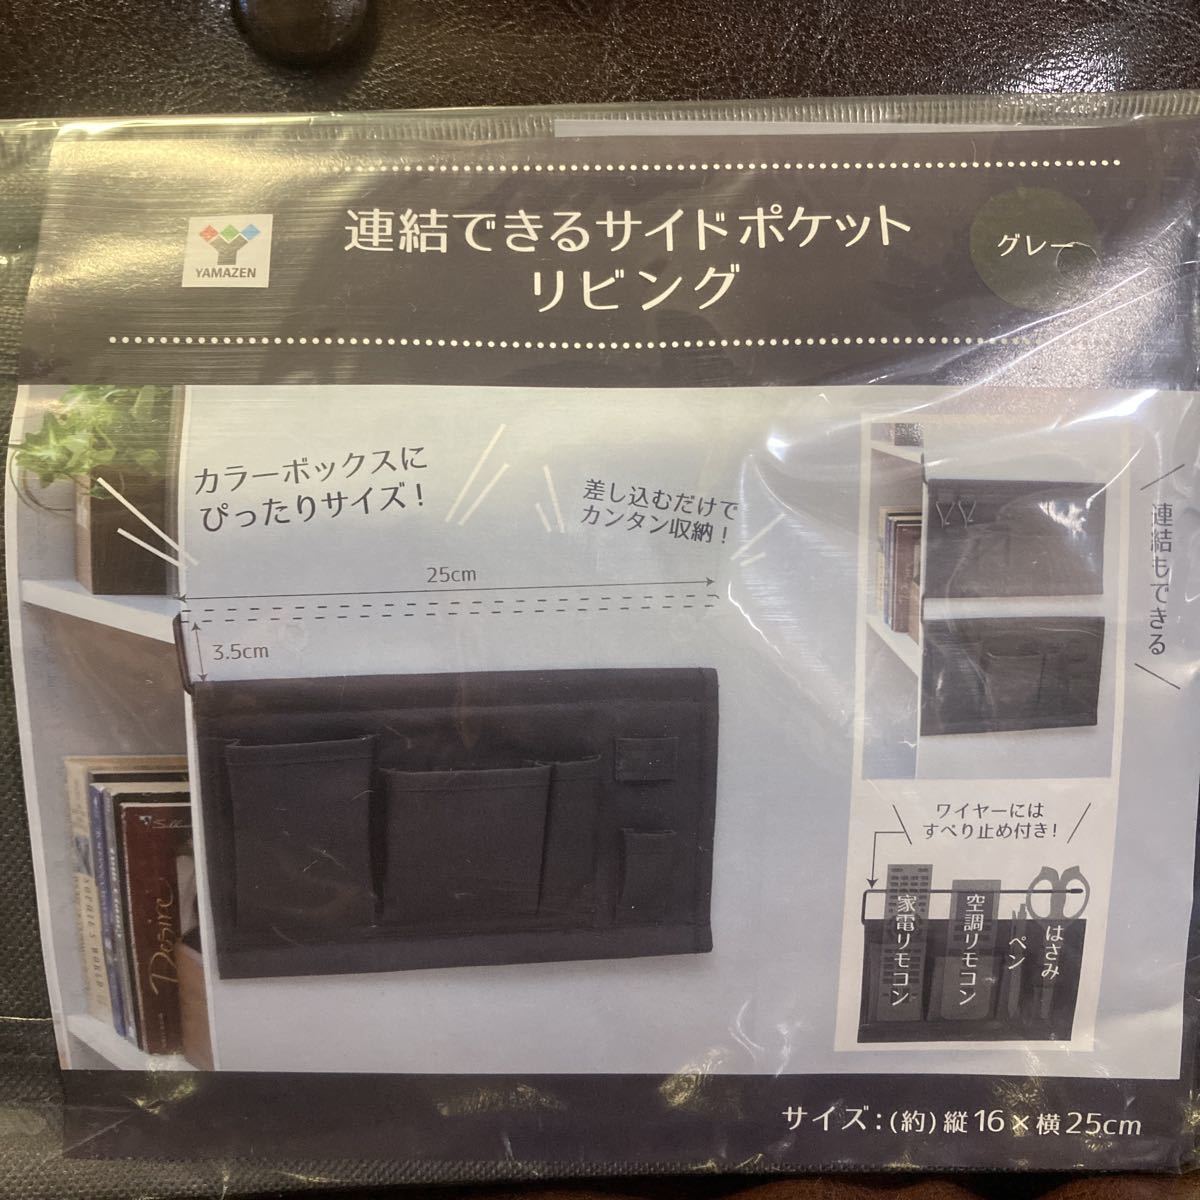 YAMAZEN
連結できるサイドポケット
リビング
グレー
カラーボックスに
ぴったりサイズ!
差し込むだけで
カンタン収納!
25cm
3.5cm
連結もできる
ワイヤーには
すべり止め付き!
家電リモコン
空調リモコン
ペン
はさみ
Desire
SOPHIE'S WORLD
サイズ:(約)縦16×横25cm